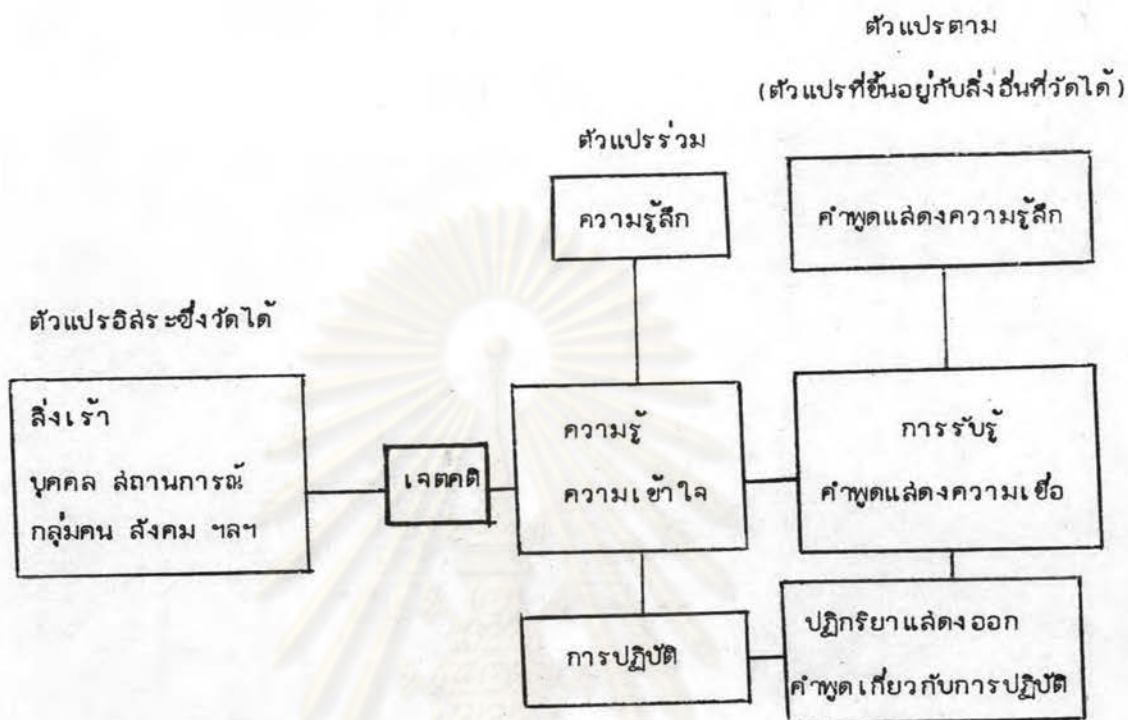 ตัวแปรตาม
(ตัวแปรที่ขึ้นอยู่กับสิ่งอื่นที่วัดได้)
ตัวแปรร่วม
ความรู้สึก
คำพูดแสดงความรู้สึก
ตัวแปรอิสระซึ่งวัดได้
สิ่งเร้า
บุคคล สถานการณ์
กลุ่มคน สังคม ฯลฯ
เจตคติ
ความรู้
ความเข้าใจ
การรับรู้
คำพูดแสดงความเชื่อ
การปฏิบัติ
ปฏิกริยาแสดงออก
คำพูดเกี่ยวกับการปฏิบัติ